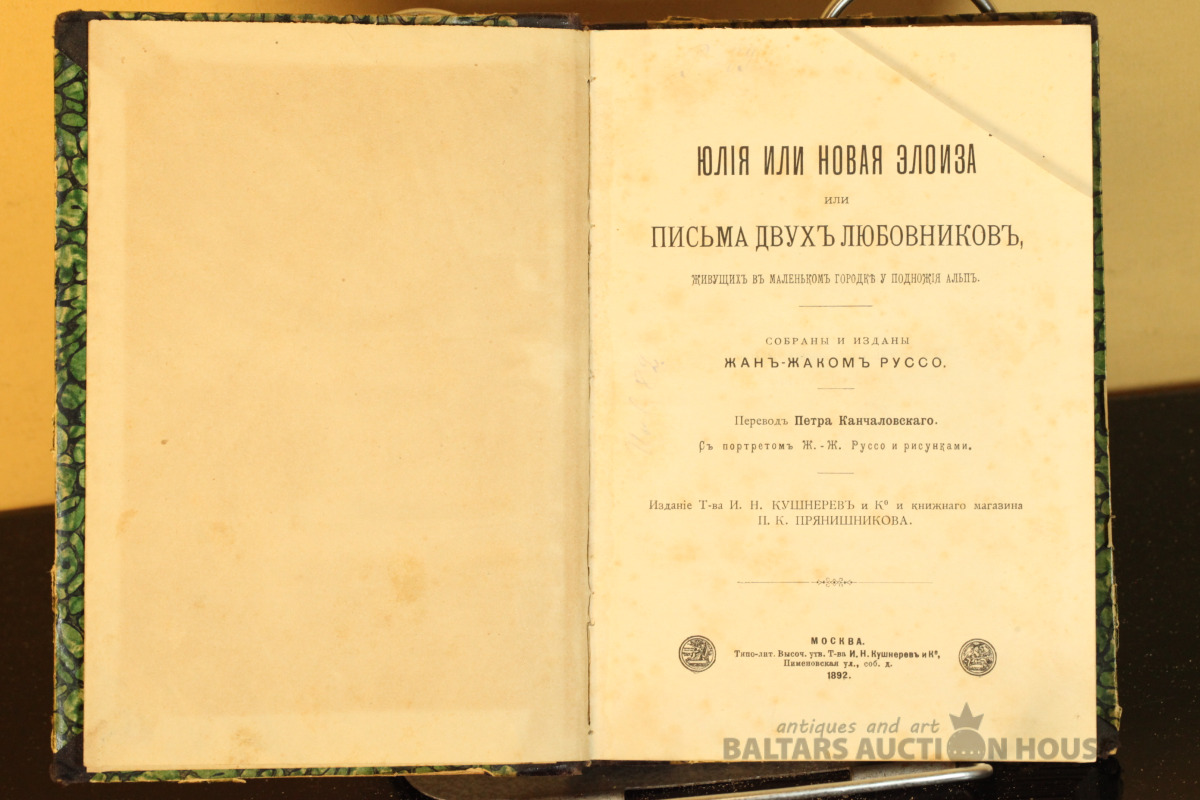 ЮЛІЯ ИЛИ НОВАЯ ЭЛОИЗА
ИЛИ
ПИСЬМА ДВУХЪ ЛЮБОВНИКОВЪ,
ЖИВУЩИХЪ ВЪ МАЛЕНЬКОМЪ ГОРОДКѢ У ПОДНОЖІЯ АЛЬПЪ.
СОБРАНЫ И ИЗДАНЫ
ЖАНЪ-ЖАКОМЪ РУССО.
Переводъ Петра Канчаловскаго.
Съ портретомъ Ж.-Ж. Руссо и рисунками.
Изданіе Т-ва И. Н. КУШНЕРЕВЪ и Кº и книжнаго магазина
П. К. ПРЯНИШНИКОВА.
МОСКВА.
Типо-лит. Высоч. утв. Т-ва И. Н. Кушнеревъ и Кº,
Пименовская ул., соб. д.
1892.
antiques and art
BALTARS AUCTION HOUS